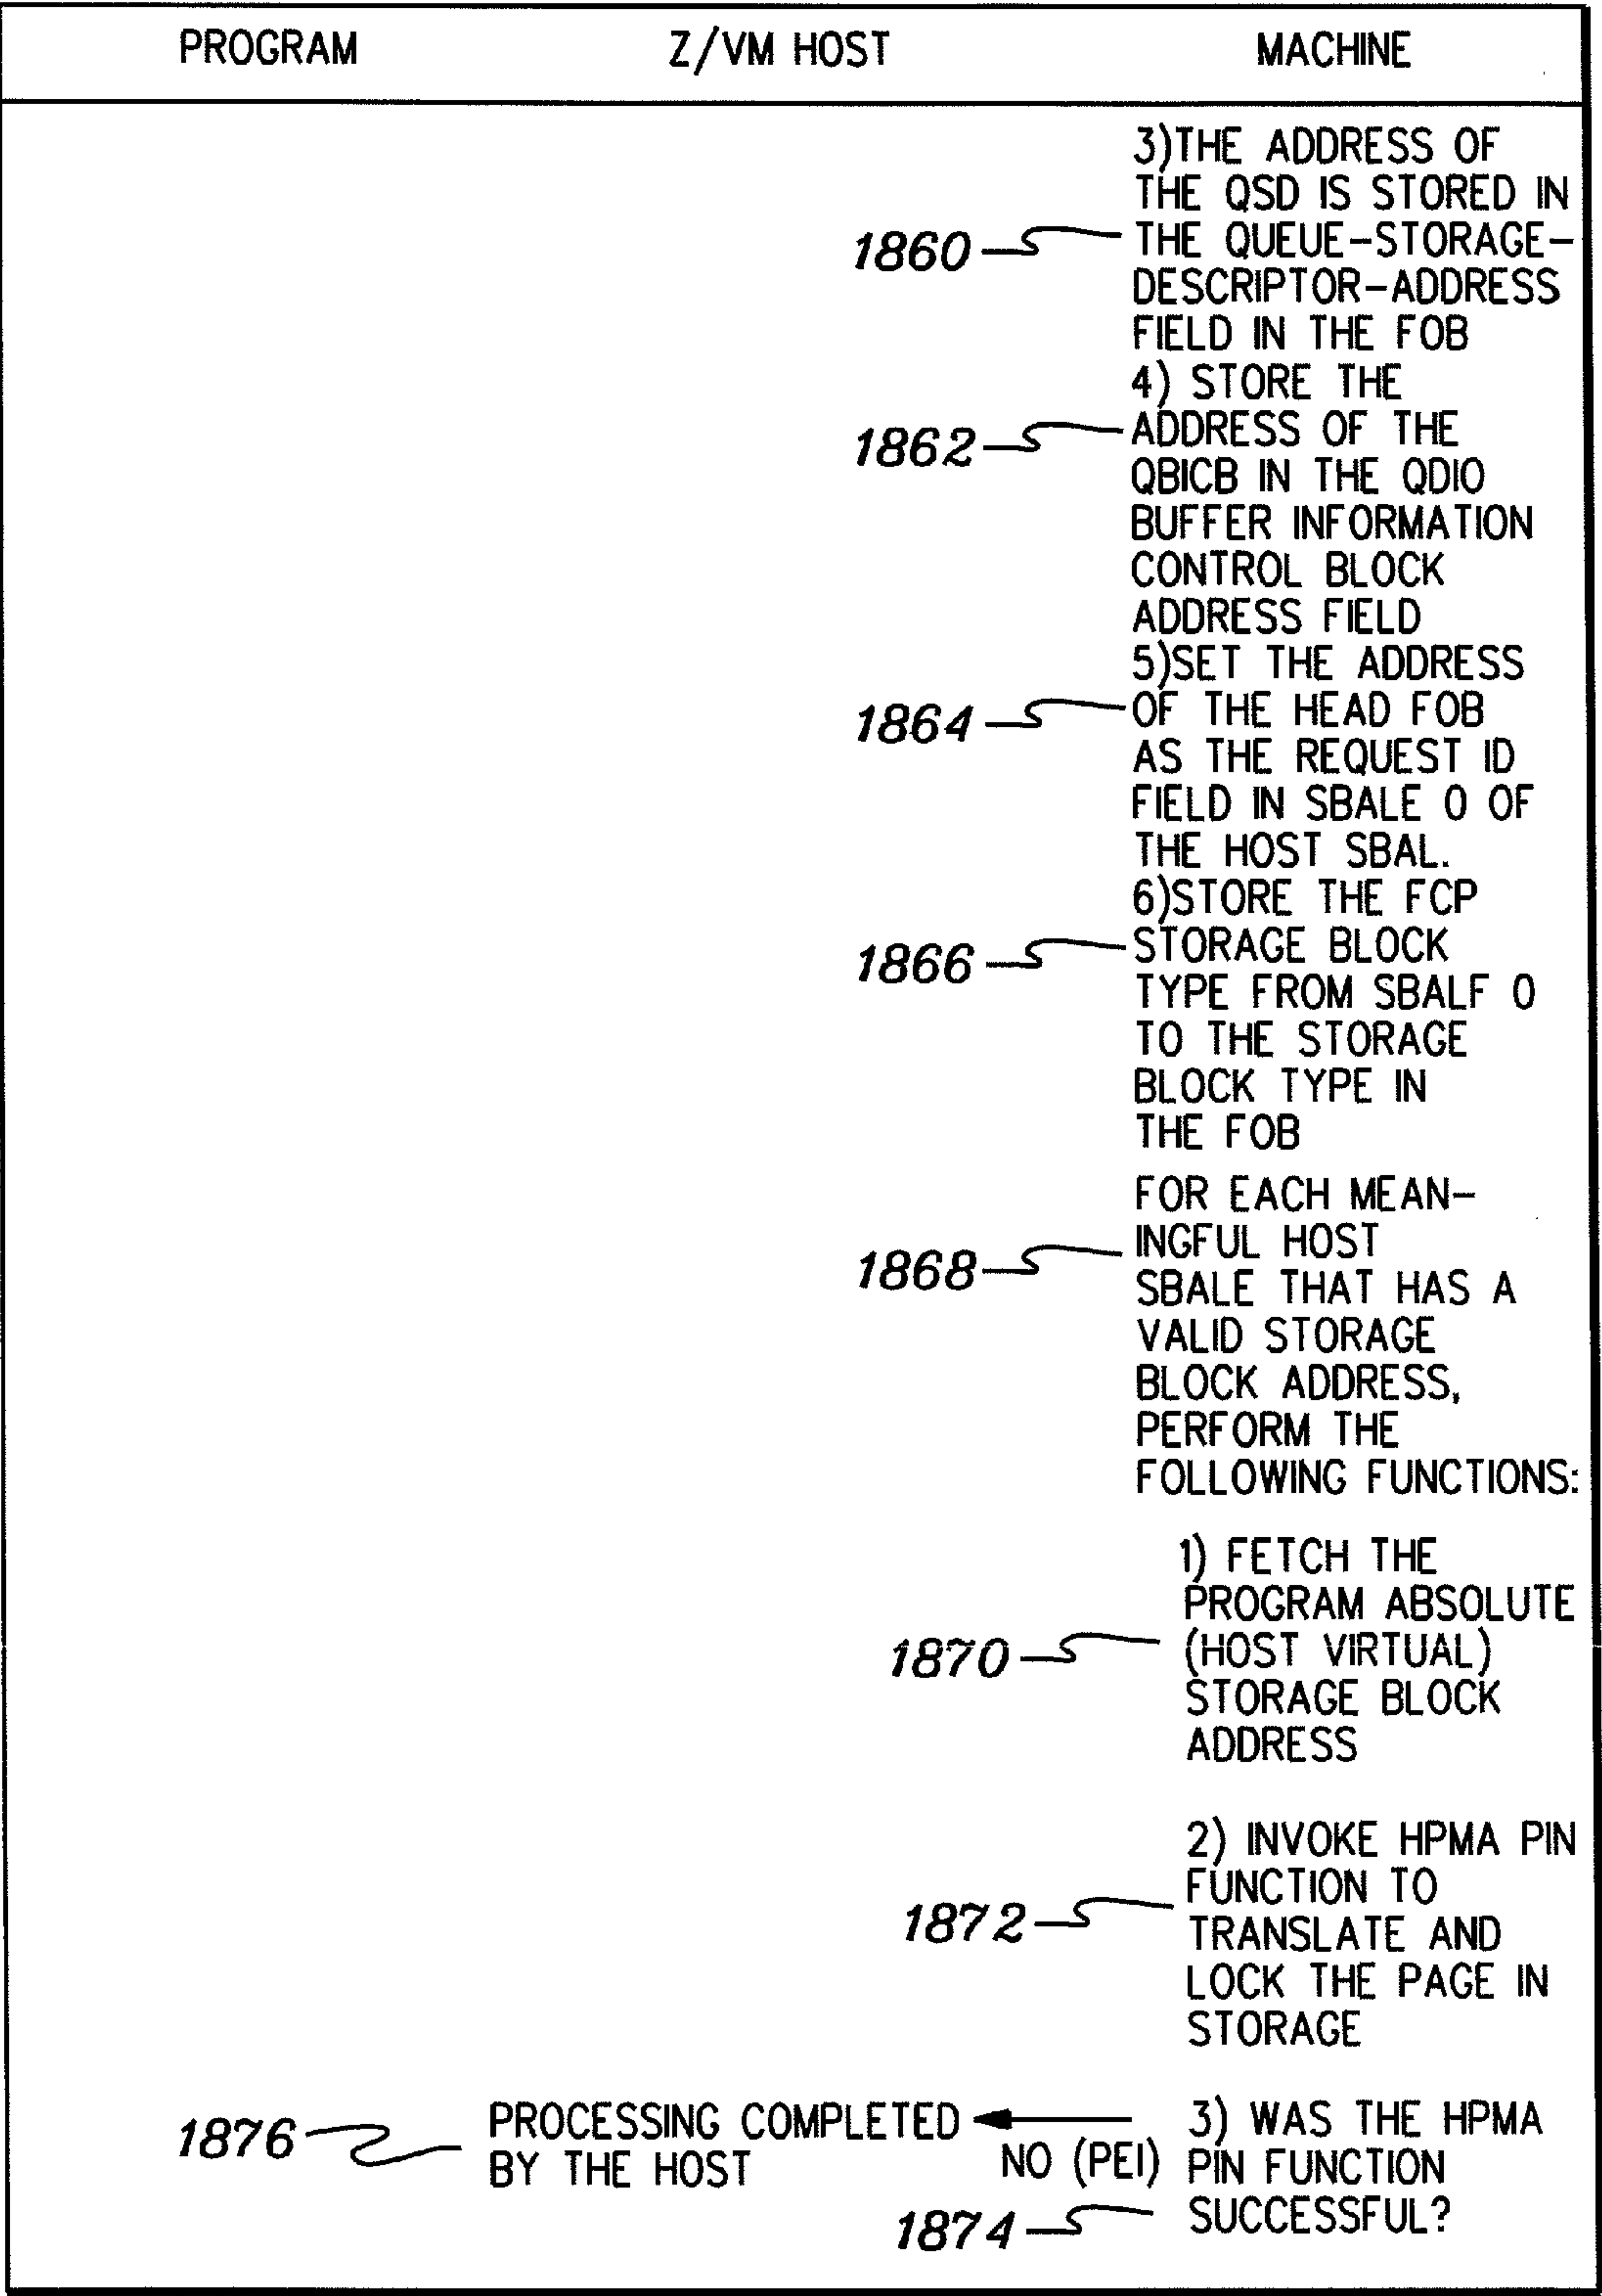 PROGRAM Z/VM HOST MACHINE
3)THE ADDRESS OF
THE QSD IS STORED IN
1860 THE QUEUE-STORAGE-
DESCRIPTOR-ADDRESS
FIELD IN THE FOB
4) STORE THE
1862 ADDRESS OF THE
QBICB IN THE QDIO
BUFFER INFORMATION
CONTROL BLOCK
ADDRESS FIELD
5)SET THE ADDRESS
1864 OF THE HEAD FOB
AS THE REQUEST ID
FIELD IN SBALE 0 OF
THE HOST SBAL.
6)STORE THE FCP
1866 STORAGE BLOCK
TYPE FROM SBALF 0
TO THE STORAGE
BLOCK TYPE IN
THE FOB
FOR EACH MEAN-
1868 INGFUL HOST
SBALE THAT HAS A
VALID STORAGE
BLOCK ADDRESS,
PERFORM THE
FOLLOWING FUNCTIONS:
1) FETCH THE
PROGRAM ABSOLUTE
1870 (HOST VIRTUAL)
STORAGE BLOCK
ADDRESS
2) INVOKE HPMA PIN
FUNCTION TO
1872 TRANSLATE AND
LOCK THE PAGE IN
STORAGE
1876 PROCESSING COMPLETED 3) WAS THE HPMA
BY THE HOST NO (PEI) PIN FUNCTION
1874 SUCCESSFUL?